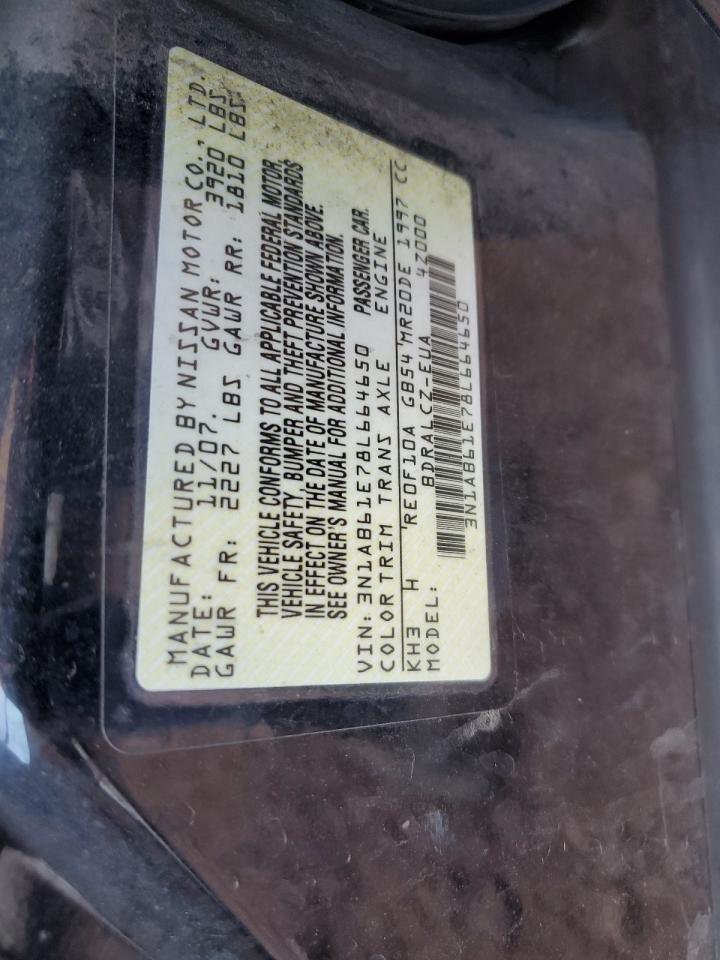 MANUFACTURED BY NISSAN MOTOR CO., LTD.
DATE: 11/07. GVWR: 3920 LBS
GAWR FR: 2227 LBS GAWR RR: 1810 LBS
THIS VEHICLE CONFORMS TO ALL APPLICABLE FEDERAL MOTOR
VEHICLE SAFETY, BUMPER AND THEFT PREVENTION STANDARDS
IN EFFECT ON THE DATE OF MANUFACTURE SHOWN ABOVE.
SEE OWNER'S MANUAL FOR ADDITIONAL INFORMATION.
VIN: 3N1AB61E78L664650 PASSENGER CAR.
COLOR TRIM TRANS AXLE ENGINE
KH3 H RE0F10A GB54 MR20DE 1997 CC
MODEL: BDRALCZ-EUA 4Z000
3N1AB61E78L664650